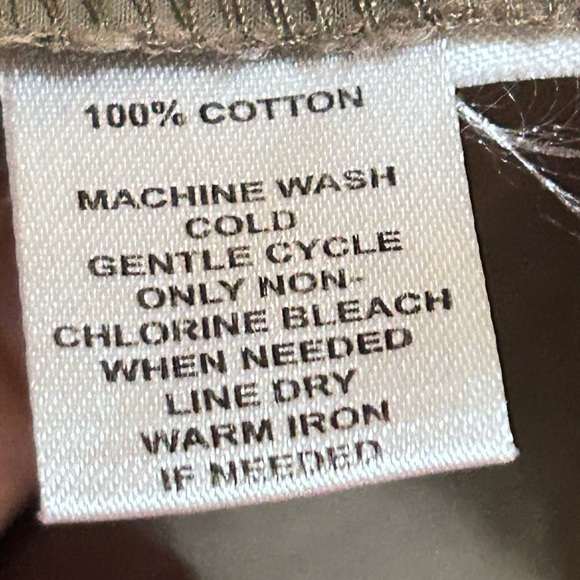 100% COTTON
MACHINE WASH
COLD
GENTLE CYCLE
ONLY NON-
CHLORINE BLEACH
WHEN NEEDED
LINE DRY
WARM IRON
IF NEEDED